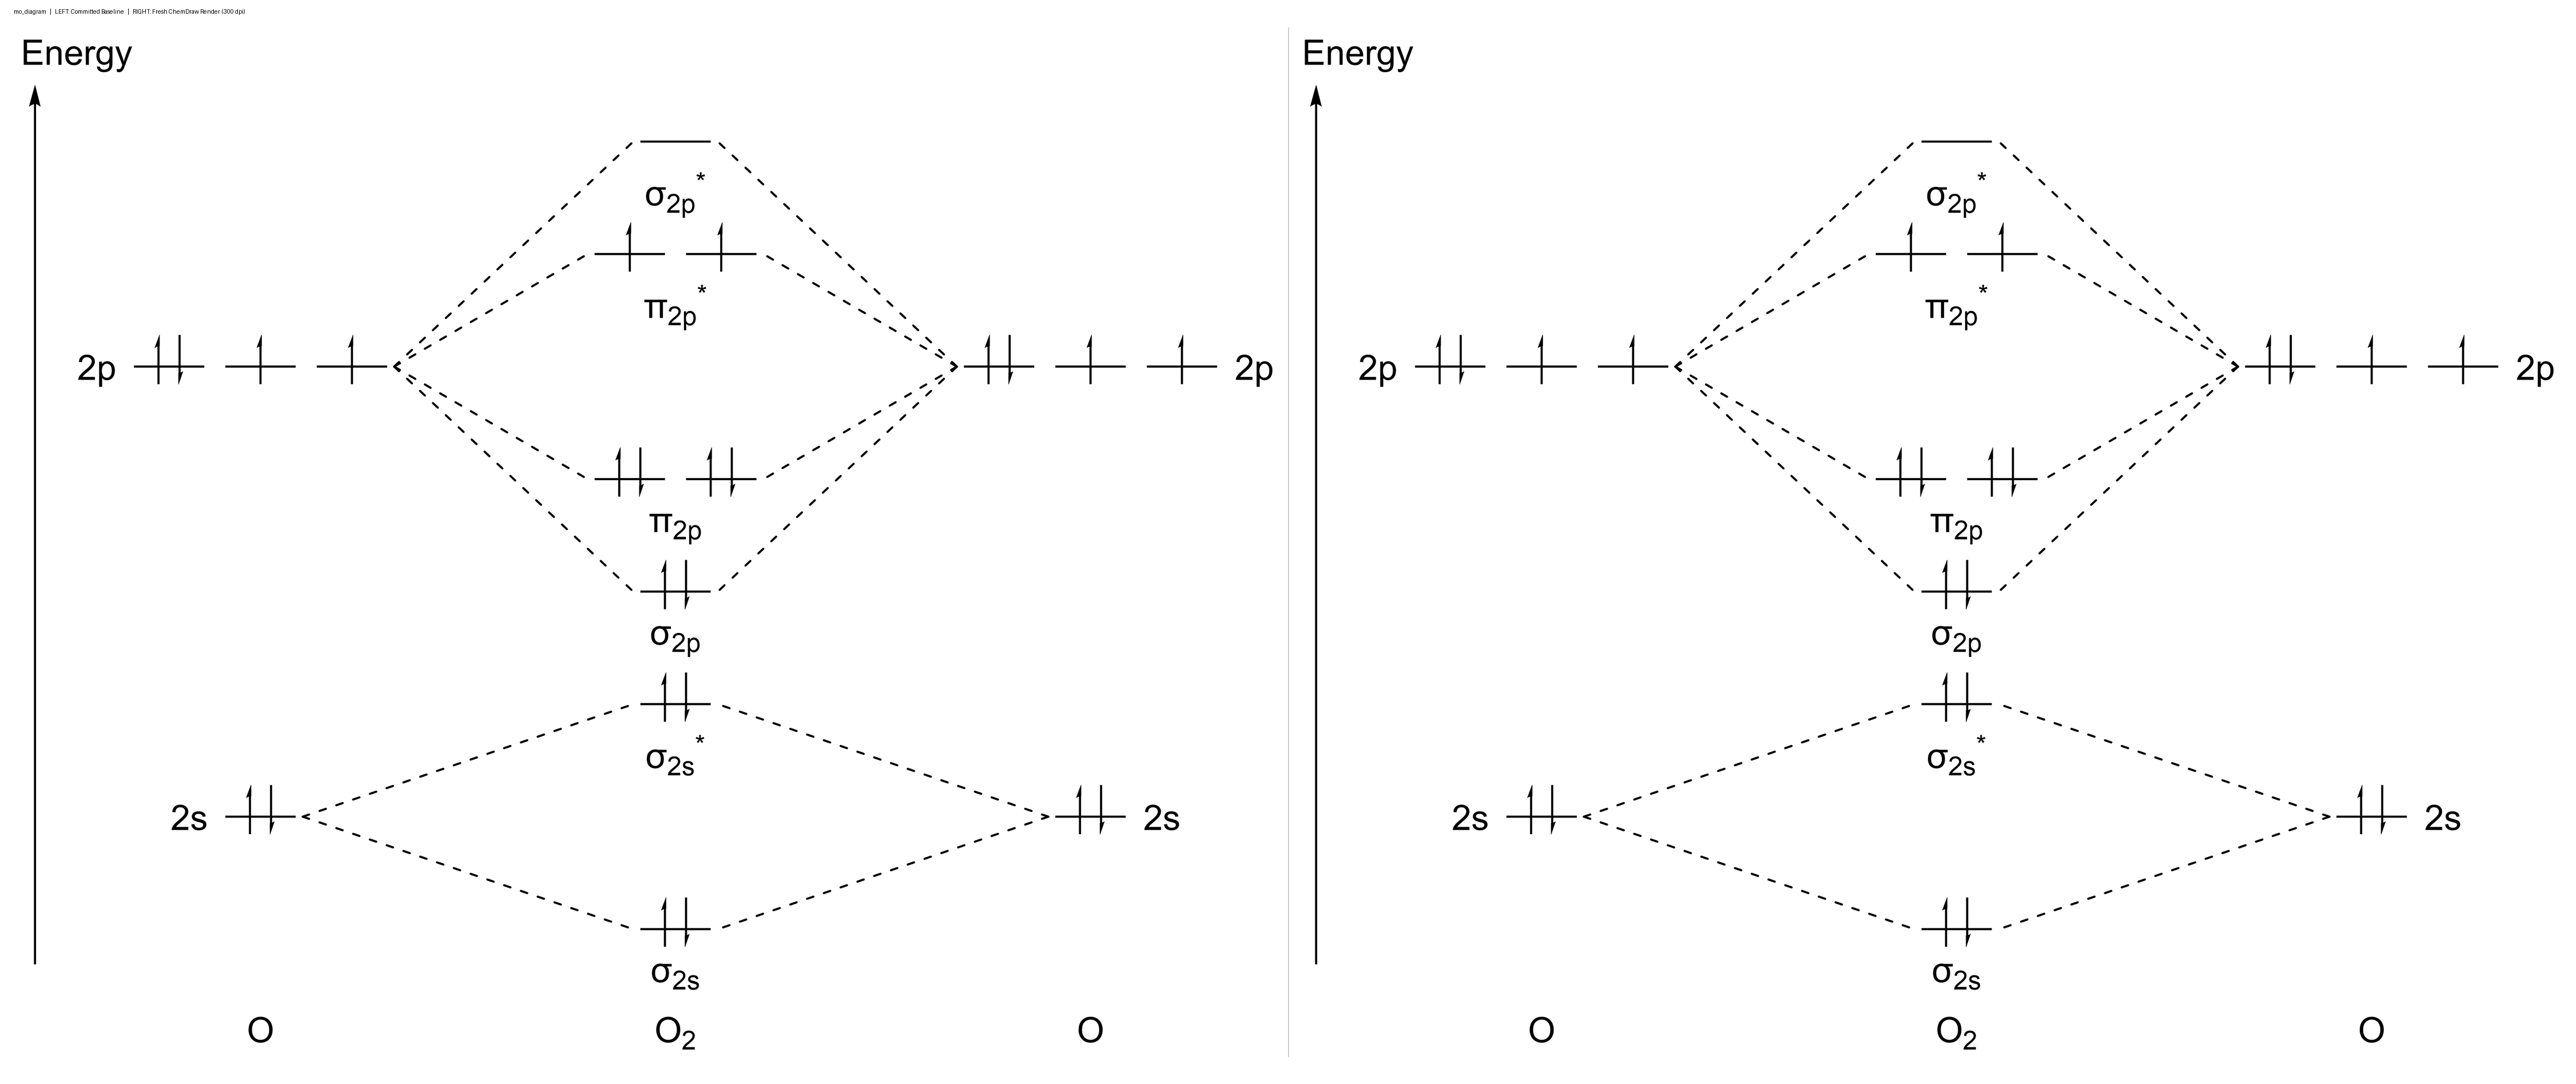 mo_diagram | LEFT: Committed Baseline | RIGHT: Fresh ChemDraw Render (300 dpi)
Energy
σ2p*
π2p*
2p
2p
π2p
σ2p
σ2s*
2s
2s
σ2s
O
O2
O
Energy
σ2p*
π2p*
2p
2p
π2p
σ2p
σ2s*
2s
2s
σ2s
O
O2
O